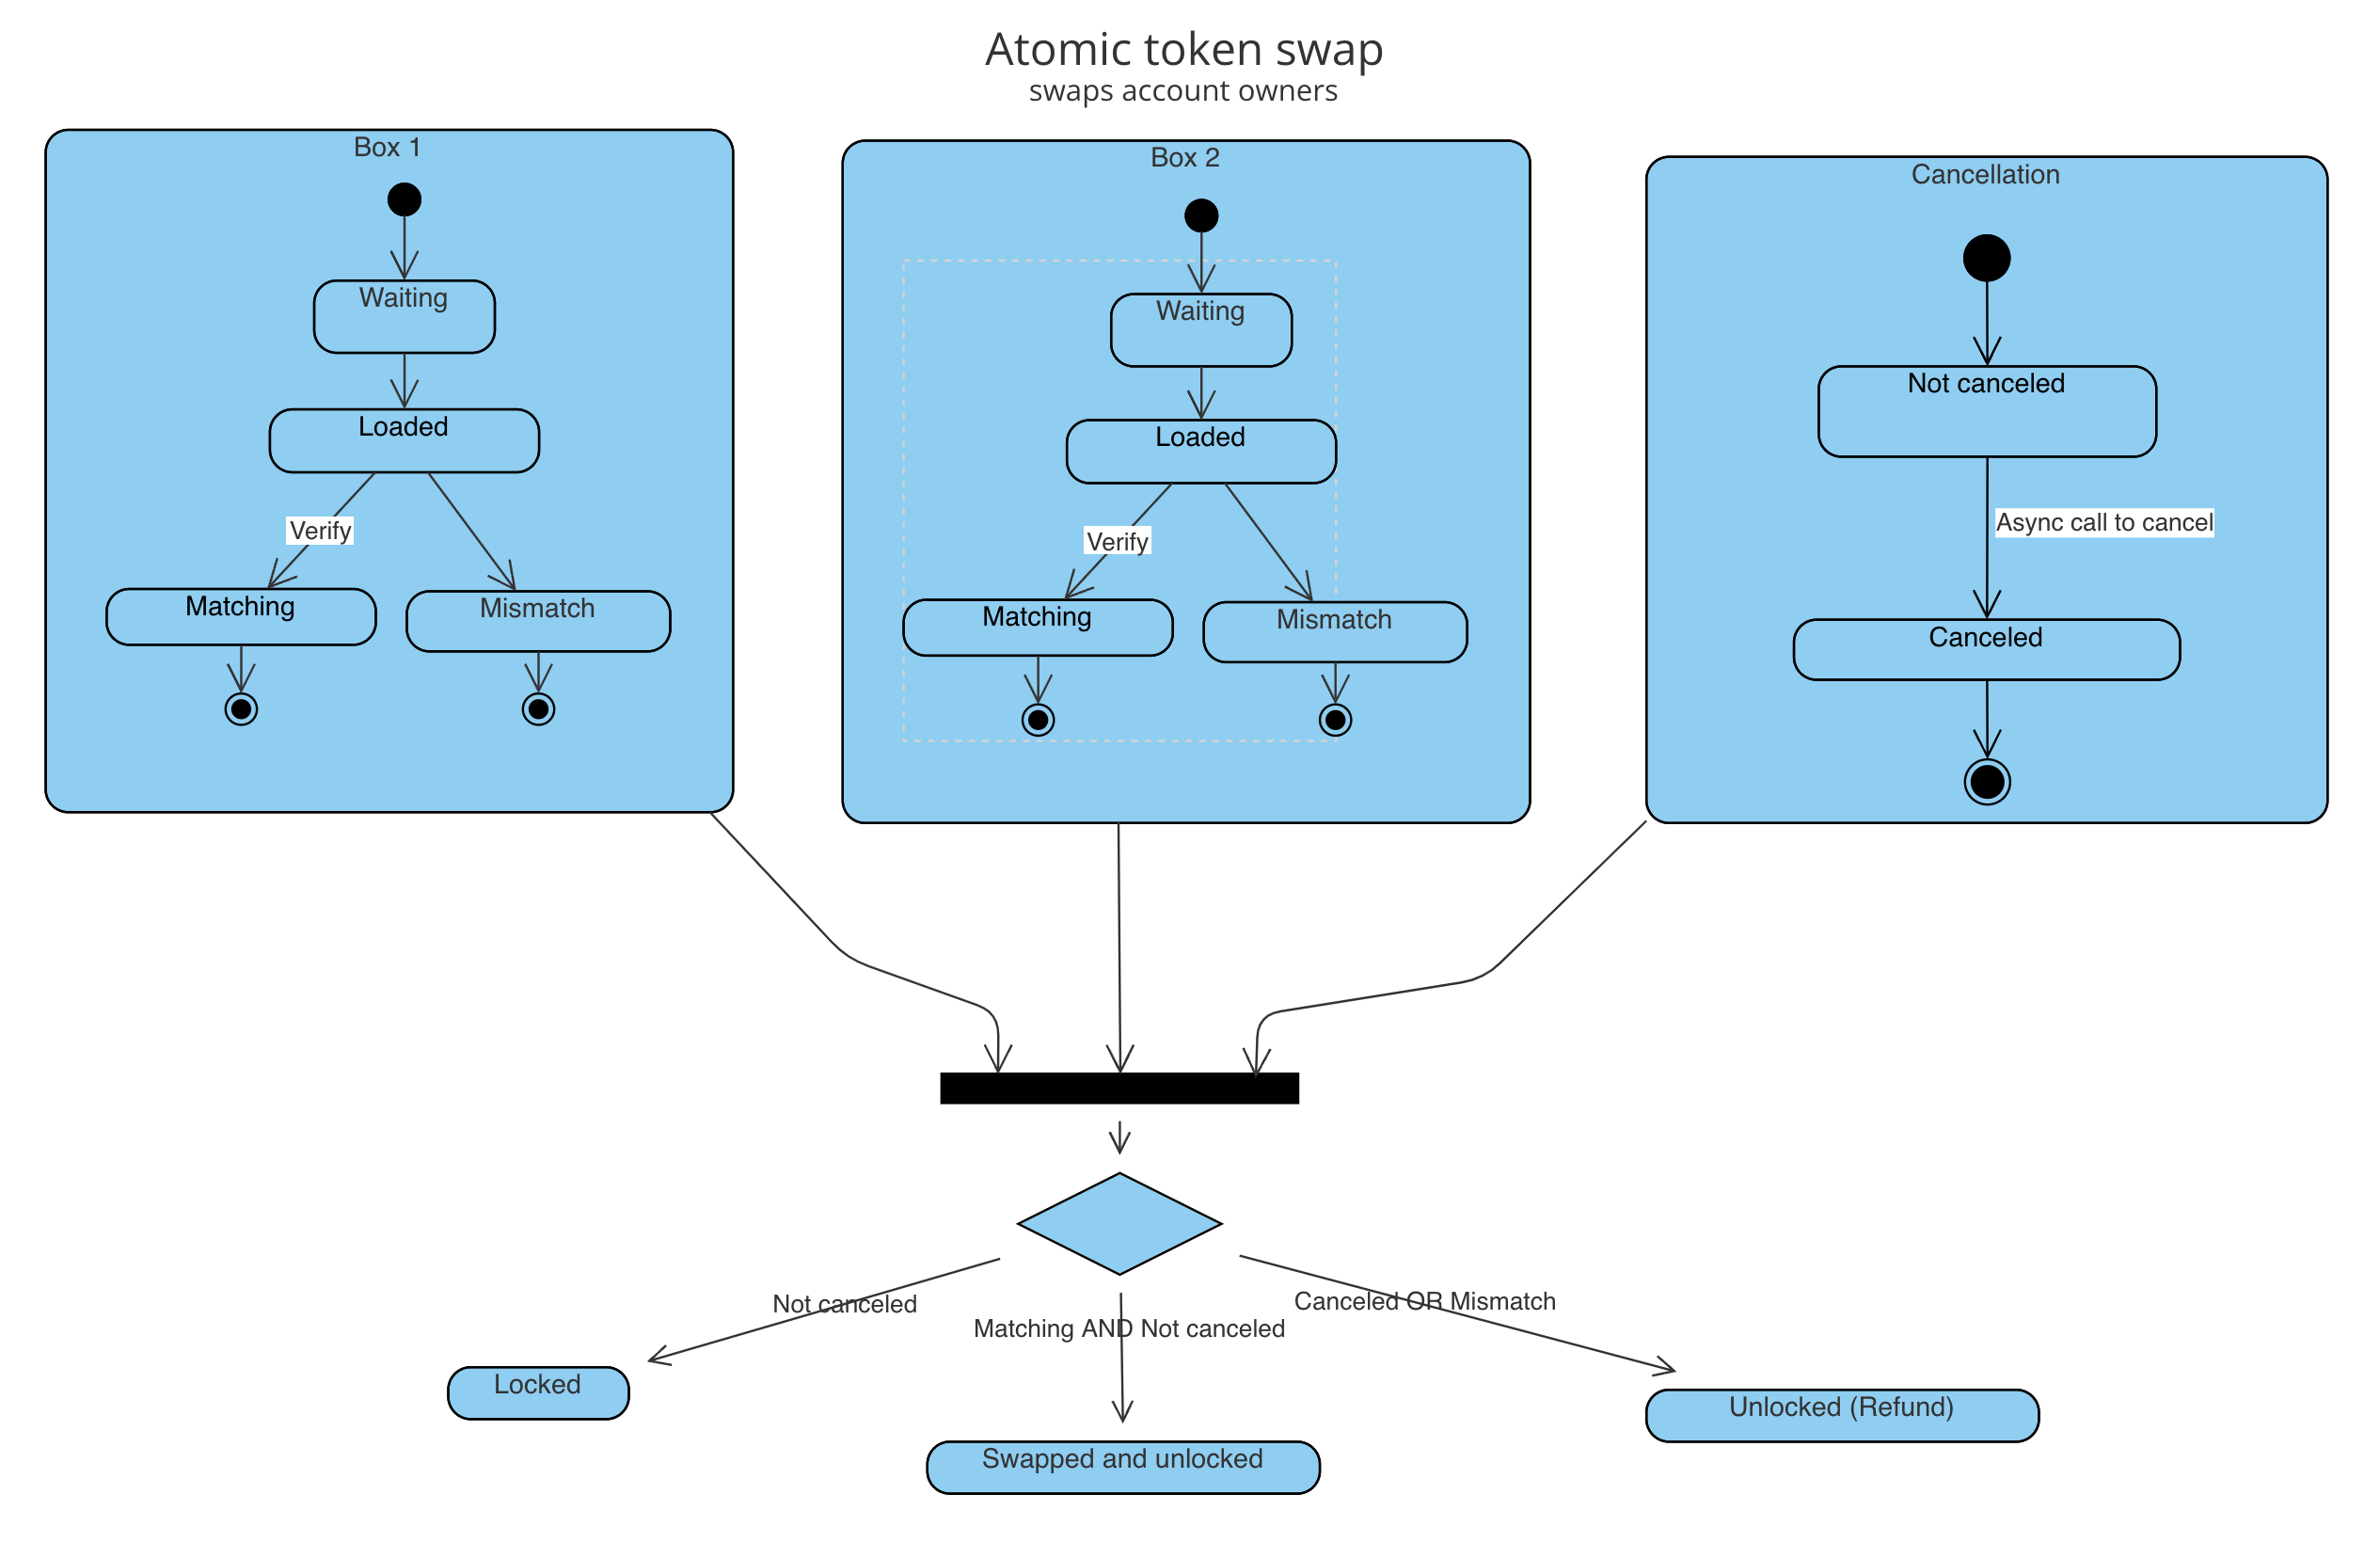 Atomic token swap
swaps account owners
Box 1
Waiting
Loaded
Verify
Matching
Mismatch
Box 2
Waiting
Loaded
Verify
Matching
Mismatch
Cancellation
Not canceled
Async call to cancel
Canceled
Not canceled
Matching AND Not canceled
Canceled OR Mismatch
Locked
Swapped and unlocked
Unlocked (Refund)